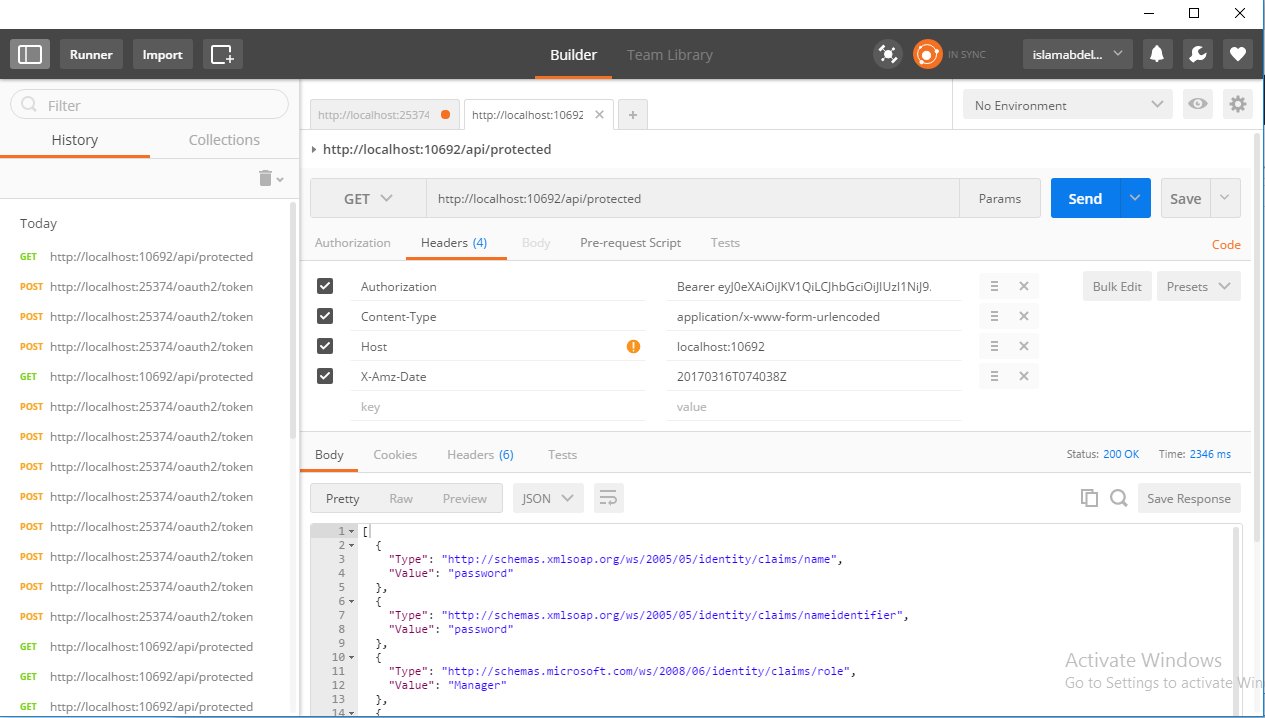 Runner Import Builder Team Library IN SYNC islamabdel...
Filter
History Collections
Today
GET http://localhost:10692/api/protected
POST http://localhost:25374/oauth2/token
POST http://localhost:25374/oauth2/token
POST http://localhost:25374/oauth2/token
GET http://localhost:10692/api/protected
POST http://localhost:25374/oauth2/token
POST http://localhost:25374/oauth2/token
POST http://localhost:25374/oauth2/token
POST http://localhost:25374/oauth2/token
POST http://localhost:25374/oauth2/token
POST http://localhost:25374/oauth2/token
POST http://localhost:25374/oauth2/token
POST http://localhost:25374/oauth2/token
GET http://localhost:10692/api/protected
GET http://localhost:10692/api/protected
GET http://localhost:10692/api/protected
http://localhost:25374 http://localhost:10692 No Environment
http://localhost:10692/api/protected
GET http://localhost:10692/api/protected Params Send Save
Authorization Headers (4) Body Pre-request Script Tests Code
Authorization Bearer eyJ0eXAiOiJKV1QiLCJhbGciOiJIUzI1NiJ9. Bulk Edit Presets
Content-Type application/x-www-form-urlencoded
Host localhost:10692
X-Amz-Date 20170316T074038Z
key value
Body Cookies Headers (6) Tests Status: 200 OK Time: 2346 ms
Pretty Raw Preview JSON Save Response
1 [
2 {
3 "Type": "http://schemas.xmlsoap.org/ws/2005/05/identity/claims/name",
4 "Value": "password"
5 },
6 {
7 "Type": "http://schemas.xmlsoap.org/ws/2005/05/identity/claims/nameidentifier",
8 "Value": "password"
9 },
10 {
11 "Type": "http://schemas.microsoft.com/ws/2008/06/identity/claims/role",
12 "Value": "Manager"
13 },
14 {
Activate Windows
Go to Settings to activate Win